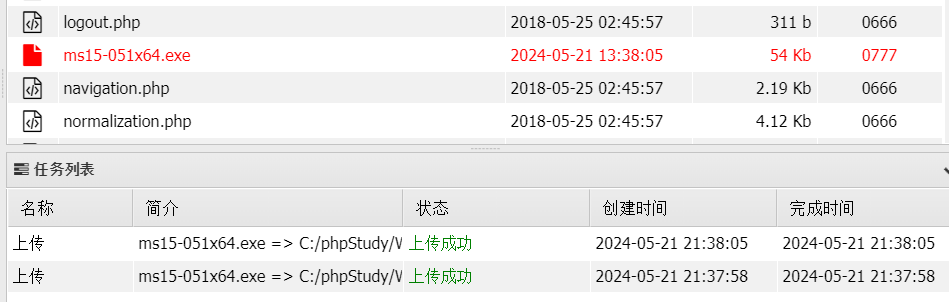 logout.php 2018-05-25 02:45:57 311 b 0666
ms15-051x64.exe 2024-05-21 13:38:05 54 Kb 0777
navigation.php 2018-05-25 02:45:57 2.19 Kb 0666
normalization.php 2018-05-25 02:45:57 4.12 Kb 0666
任务列表
名称 简介 状态 创建时间 完成时间
上传 ms15-051x64.exe => C:/phpStudy/W 上传成功 2024-05-21 21:38:05 2024-05-21 21:38:05
上传 ms15-051x64.exe => C:/phpStudy/W 上传成功 2024-05-21 21:37:58 2024-05-21 21:37:58